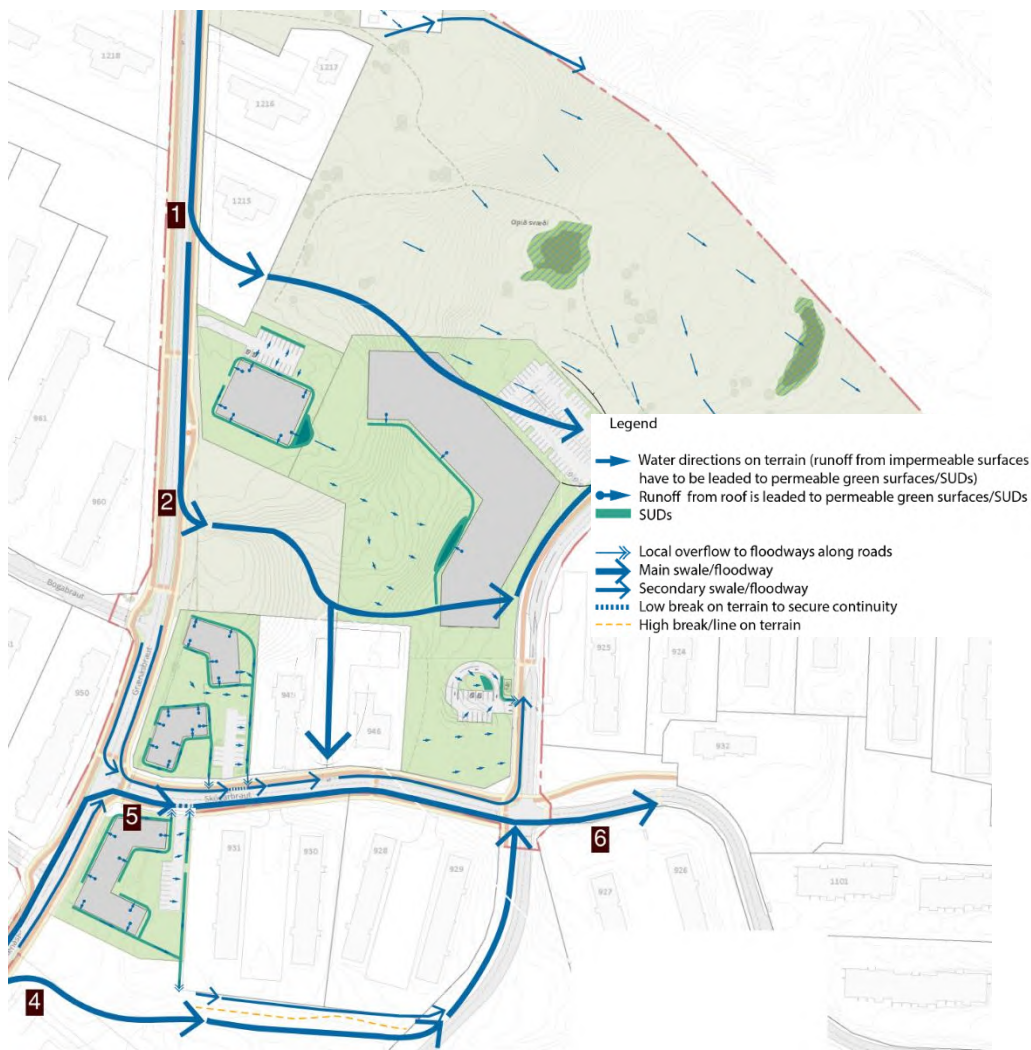 1218
1217
1216
1215
1
Opið svæði
961
960
2
Bogabraut
Grænásbraut
950
Legend
Water directions on terrain (runoff from impermeable surfaces
have to be leaded to permeable green surfaces/SUDs)
Runoff from roof is leaded to permeable green surfaces/SUDs
SUDs
Local overflow to floodways along roads
Main swale/floodway
Secondary swale/floodway
Low break on terrain to secure continuity
High break/line on terrain
925
924
946
932
Skógarbraut
5
6
931
930
928
929
927
926
1101
4